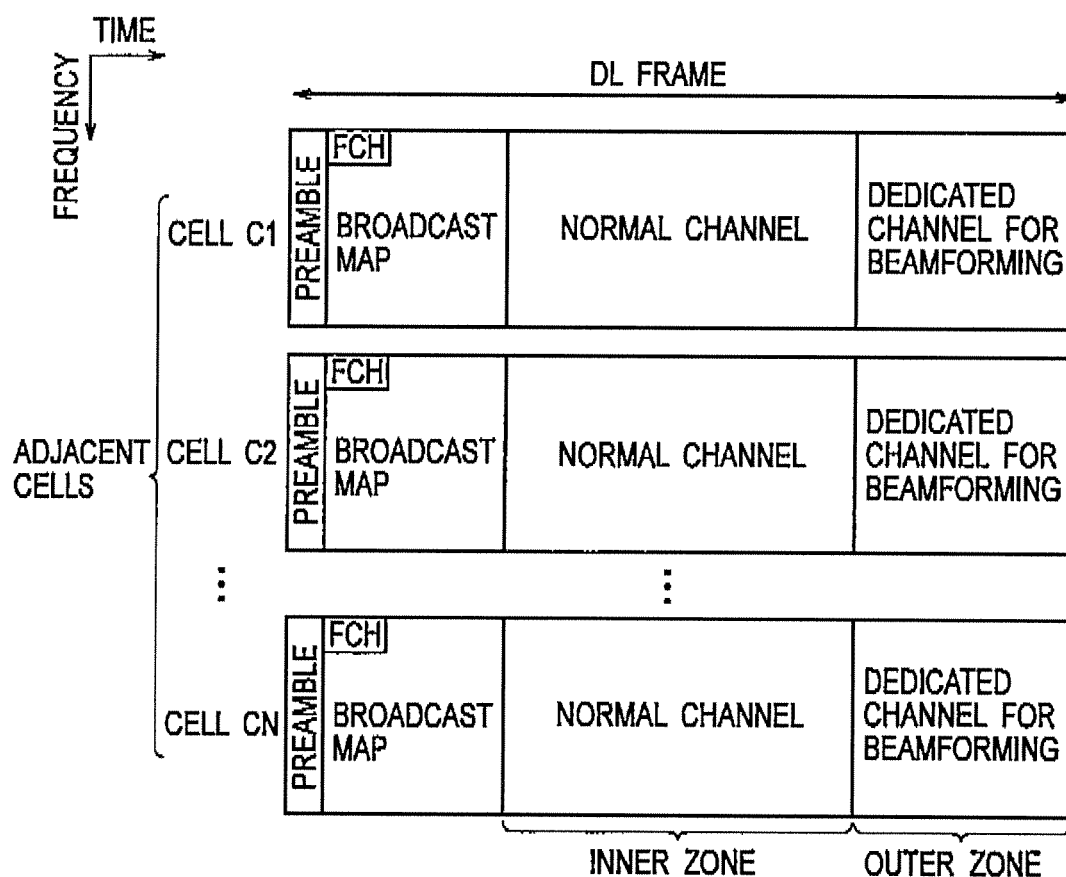 TIME
FREQUENCY
DL FRAME
ADJACENT
CELLS
CELL C1
PREAMBLE
FCH
BROADCAST
MAP
NORMAL CHANNEL
DEDICATED
CHANNEL FOR
BEAMFORMING
CELL C2
PREAMBLE
FCH
BROADCAST
MAP
NORMAL CHANNEL
DEDICATED
CHANNEL FOR
BEAMFORMING
CELL CN
PREAMBLE
FCH
BROADCAST
MAP
NORMAL CHANNEL
DEDICATED
CHANNEL FOR
BEAMFORMING
INNER ZONE
OUTER ZONE